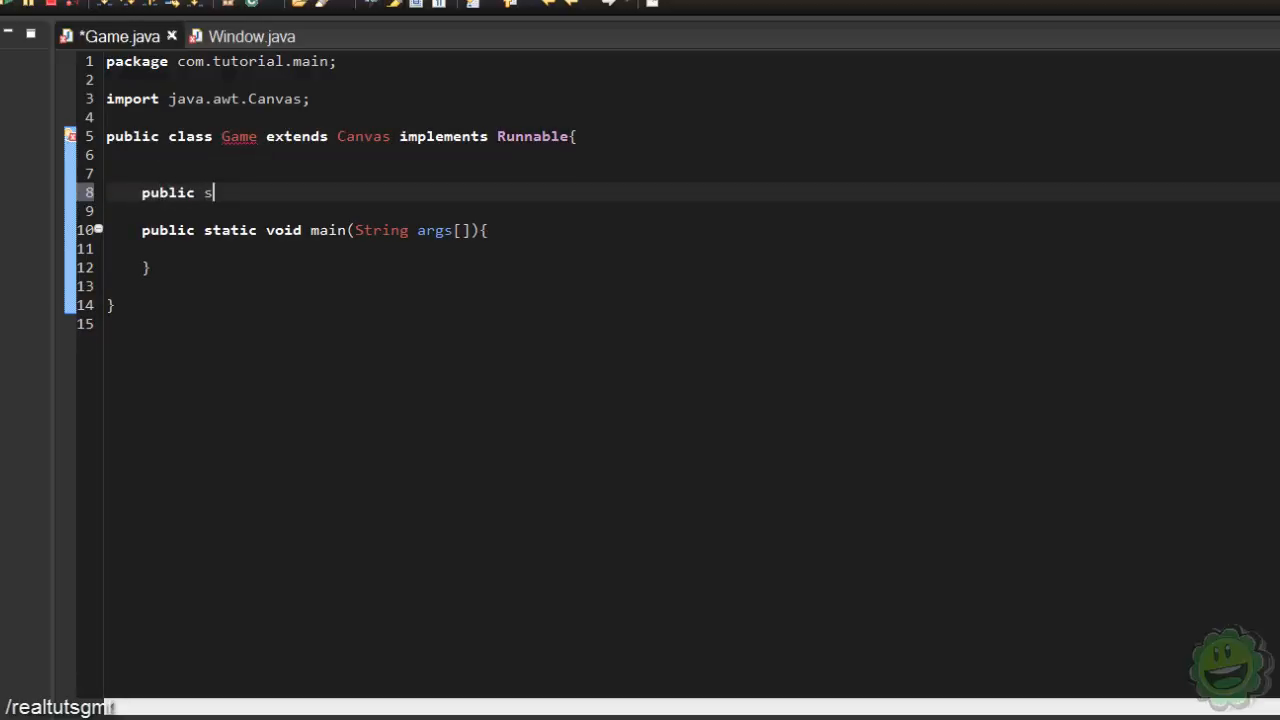 *Game.java Window.java
1 package com.tutorial.main;
2
3 import java.awt.Canvas;
4
5 public class Game extends Canvas implements Runnable{
6
7
8 public s
9
10 public static void main(String args[]){
11
12 }
13
14 }
15
/realtutsgm